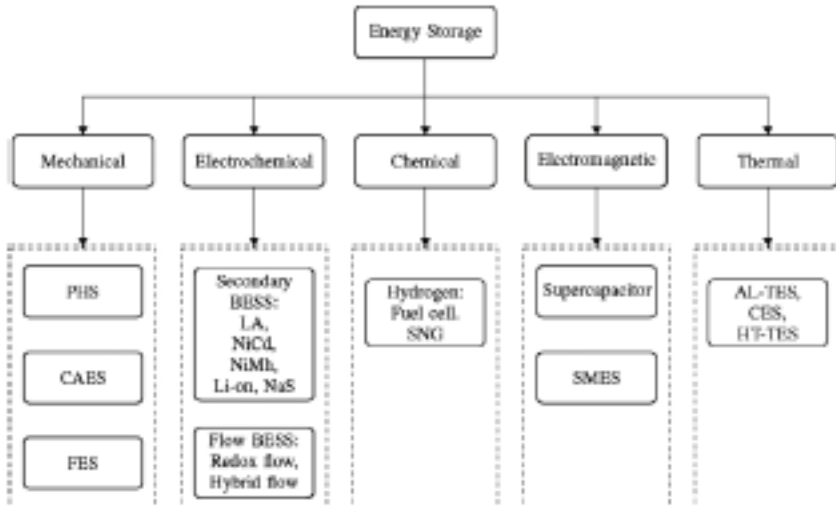 Energy Storage
Mechanical
Electrochemical
Chemical
Electromagnetic
Thermal
PHS
CAES
FES
Secondary
BESS:
LA,
NiCd,
NiMh,
Li-on, NaS
Flow BESS:
Redox flow,
Hybrid flow
Hydrogen:
Fuel cell.
SNG
Supercapacitor
SMES
AL-TES,
CES,
HT-TES